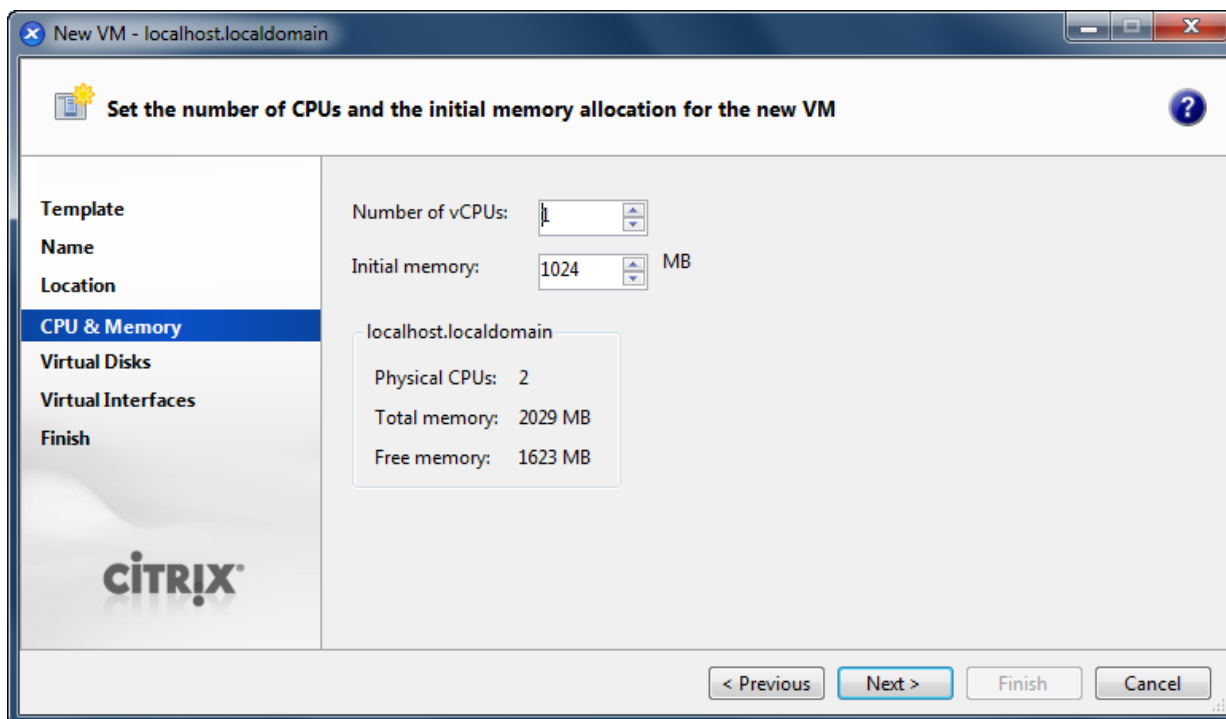 New VM - localhost.localdomain
Set the number of CPUs and the initial memory allocation for the new VM
?
Template
Name
Location
CPU & Memory
Virtual Disks
Virtual Interfaces
Finish
CITRIX
Number of vCPUs: 1
Initial memory: 1024 MB
localhost.localdomain
Physical CPUs: 2
Total memory: 2029 MB
Free memory: 1623 MB
< Previous Next > Finish Cancel